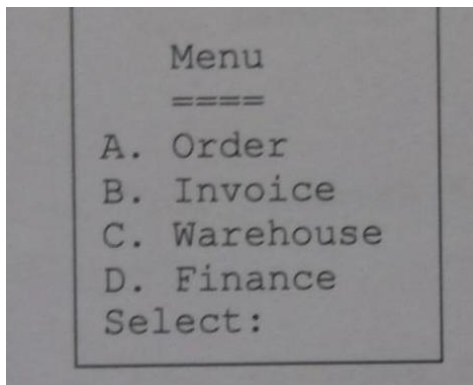 Menu
====
A. Order
B. Invoice
C. Warehouse
D. Finance
Select: